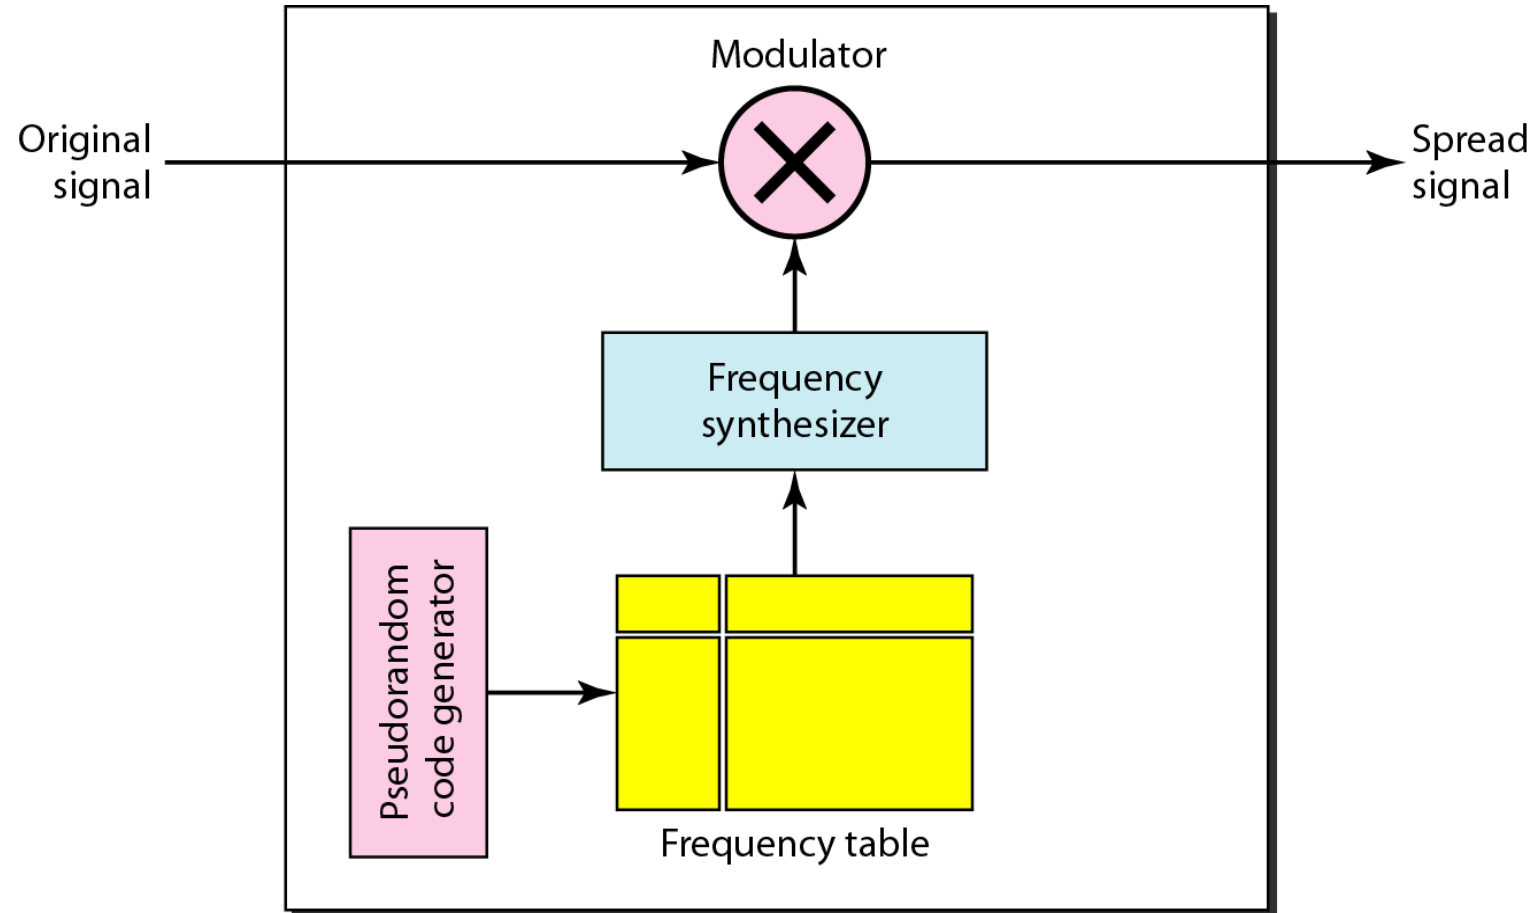 Modulator
Original
signal
Spread
signal
Frequency
synthesizer
Pseudorandom
code generator
Frequency table